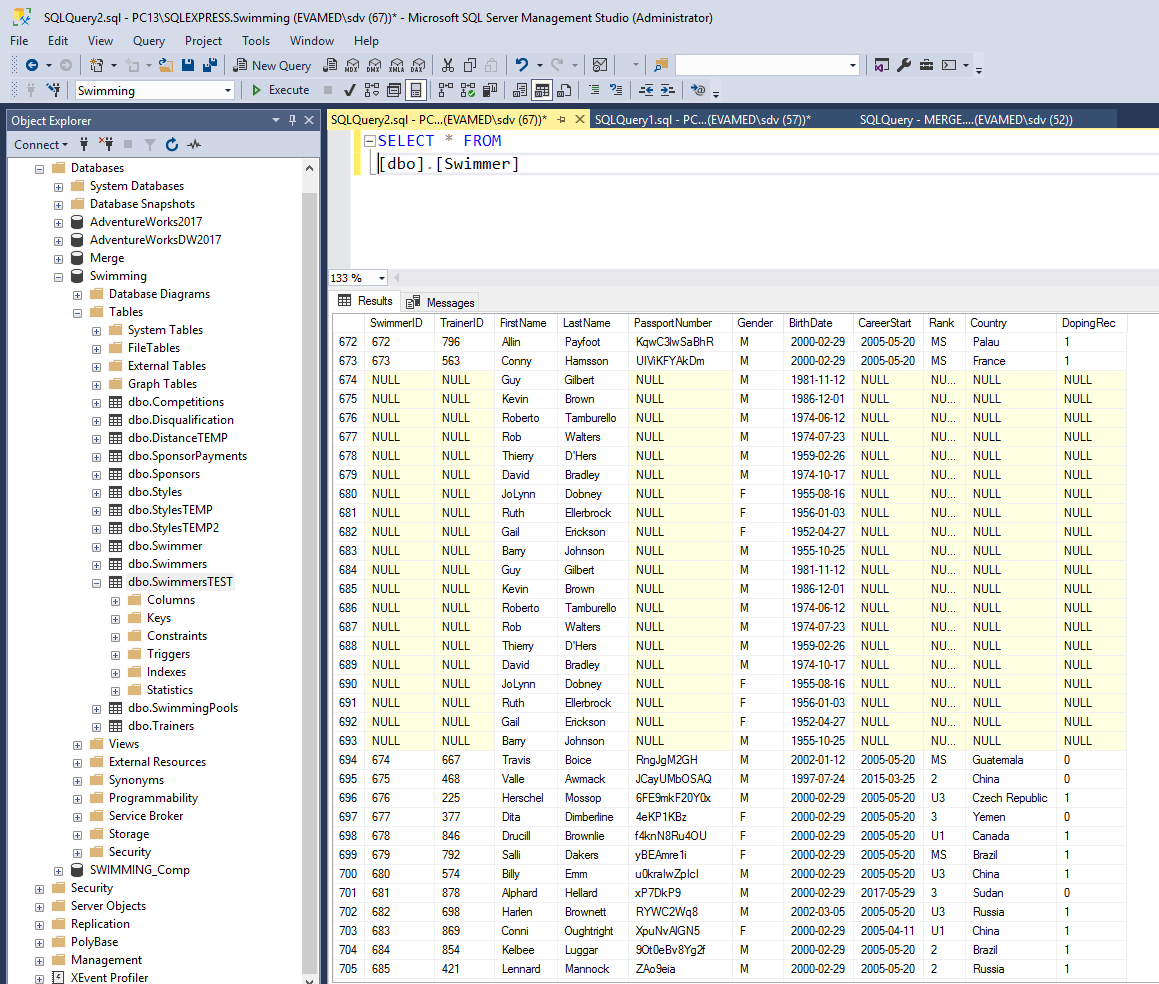 SQLQuery2.sql - PC13\SQLEXPRESS.Swimming (EVAMED\sdv (67))* - Microsoft SQL Server Management Studio (Administrator)
File Edit View Query Project Tools Window Help
New Query MDX DMX XMLA DAX
Swimming Execute
Object Explorer
Connect
Databases
System Databases
Database Snapshots
AdventureWorks2017
AdventureWorksDW2017
Merge
Swimming
Database Diagrams
Tables
System Tables
FileTables
External Tables
Graph Tables
dbo.Competitions
dbo.Disqualification
dbo.DistanceTEMP
dbo.SponsorPayments
dbo.Sponsors
dbo.Styles
dbo.StylesTEMP
dbo.StylesTEMP2
dbo.Swimmer
dbo.Swimmers
dbo.SwimmersTEST
Columns
Keys
Constraints
Triggers
Indexes
Statistics
dbo.SwimmingPools
dbo.Trainers
Views
External Resources
Synonyms
Programmability
Service Broker
Storage
Security
SWIMMING_Comp
Security
Server Objects
Replication
PolyBase
Management
XEvent Profiler
SQLQuery2.sql - PC...(EVAMED\sdv (67))* SQLQuery1.sql - PC...(EVAMED\sdv (57))* SQLQuery - MERGE....(EVAMED\sdv (52))
SELECT * FROM
[dbo].[Swimmer]
133 %
Results Messages
SwimmerID TrainerID FirstName LastName PassportNumber Gender BirthDate CareerStart Rank Country DopingRec
672 672 796 Allin Payfoot KqwC3lwSaBhR M 2000-02-29 2005-05-20 MS Palau 1
673 673 563 Conny Hamsson UIViKFYAkDm M 2000-02-29 2005-05-20 MS France 1
674 NULL NULL Guy Gilbert NULL M 1981-11-12 NULL NU... NULL NULL
675 NULL NULL Kevin Brown NULL M 1986-12-01 NULL NU... NULL NULL
676 NULL NULL Roberto Tamburello NULL M 1974-06-12 NULL NU... NULL NULL
677 NULL NULL Rob Walters NULL M 1974-07-23 NULL NU... NULL NULL
678 NULL NULL Thierry D'Hers NULL M 1959-02-26 NULL NU... NULL NULL
679 NULL NULL David Bradley NULL M 1974-10-17 NULL NU... NULL NULL
680 NULL NULL JoLynn Dobney NULL F 1955-08-16 NULL NU... NULL NULL
681 NULL NULL Ruth Ellerbrock NULL F 1956-01-03 NULL NU... NULL NULL
682 NULL NULL Gail Erickson NULL F 1952-04-27 NULL NU... NULL NULL
683 NULL NULL Barry Johnson NULL M 1955-10-25 NULL NU... NULL NULL
684 NULL NULL Guy Gilbert NULL M 1981-11-12 NULL NU... NULL NULL
685 NULL NULL Kevin Brown NULL M 1986-12-01 NULL NU... NULL NULL
686 NULL NULL Roberto Tamburello NULL M 1974-06-12 NULL NU... NULL NULL
687 NULL NULL Rob Walters NULL M 1974-07-23 NULL NU... NULL NULL
688 NULL NULL Thierry D'Hers NULL M 1959-02-26 NULL NU... NULL NULL
689 NULL NULL David Bradley NULL M 1974-10-17 NULL NU... NULL NULL
690 NULL NULL JoLynn Dobney NULL F 1955-08-16 NULL NU... NULL NULL
691 NULL NULL Ruth Ellerbrock NULL F 1956-01-03 NULL NU... NULL NULL
692 NULL NULL Gail Erickson NULL F 1952-04-27 NULL NU... NULL NULL
693 NULL NULL Barry Johnson NULL M 1955-10-25 NULL NU... NULL NULL
694 674 667 Travis Boice RngJgM2GH M 2002-01-12 2005-05-20 MS Guatemala 0
695 675 468 Valle Awmack JCayUMbOSAQ M 1997-07-24 2015-03-25 2 China 0
696 676 225 Herschel Mossop 6FE9mkF20Y0x M 2000-02-29 2005-05-20 U3 Czech Republic 1
697 677 377 Dita Dimberline 4eKP1KBz F 2000-02-29 2005-05-20 3 Yemen 0
698 678 846 Drucill Brownlie f4knN8Ru4OU F 2000-02-29 2005-05-20 U1 Canada 1
699 679 792 Salli Dakers yBEAmre1i F 2000-02-29 2005-05-20 MS Brazil 1
700 680 574 Billy Emm u0kralwZpIcI M 2000-02-29 2005-05-20 U3 China 1
701 681 878 Alphard Hellard xP7DkP9 M 2000-02-29 2017-05-29 3 Sudan 0
702 682 698 Harlen Brownett RYWC2Wq8 M 2002-03-05 2005-05-20 U3 Russia 1
703 683 869 Conni Oughtright XpuNvAlGN5 F 2000-02-29 2005-04-11 U1 China 1
704 684 854 Kelbee Luggar 9Ot0eBv8Yg2f M 2000-02-29 2005-05-20 2 Brazil 1
705 685 421 Lennard Mannock ZAo9eia M 2000-02-29 2005-05-20 2 Russia 1